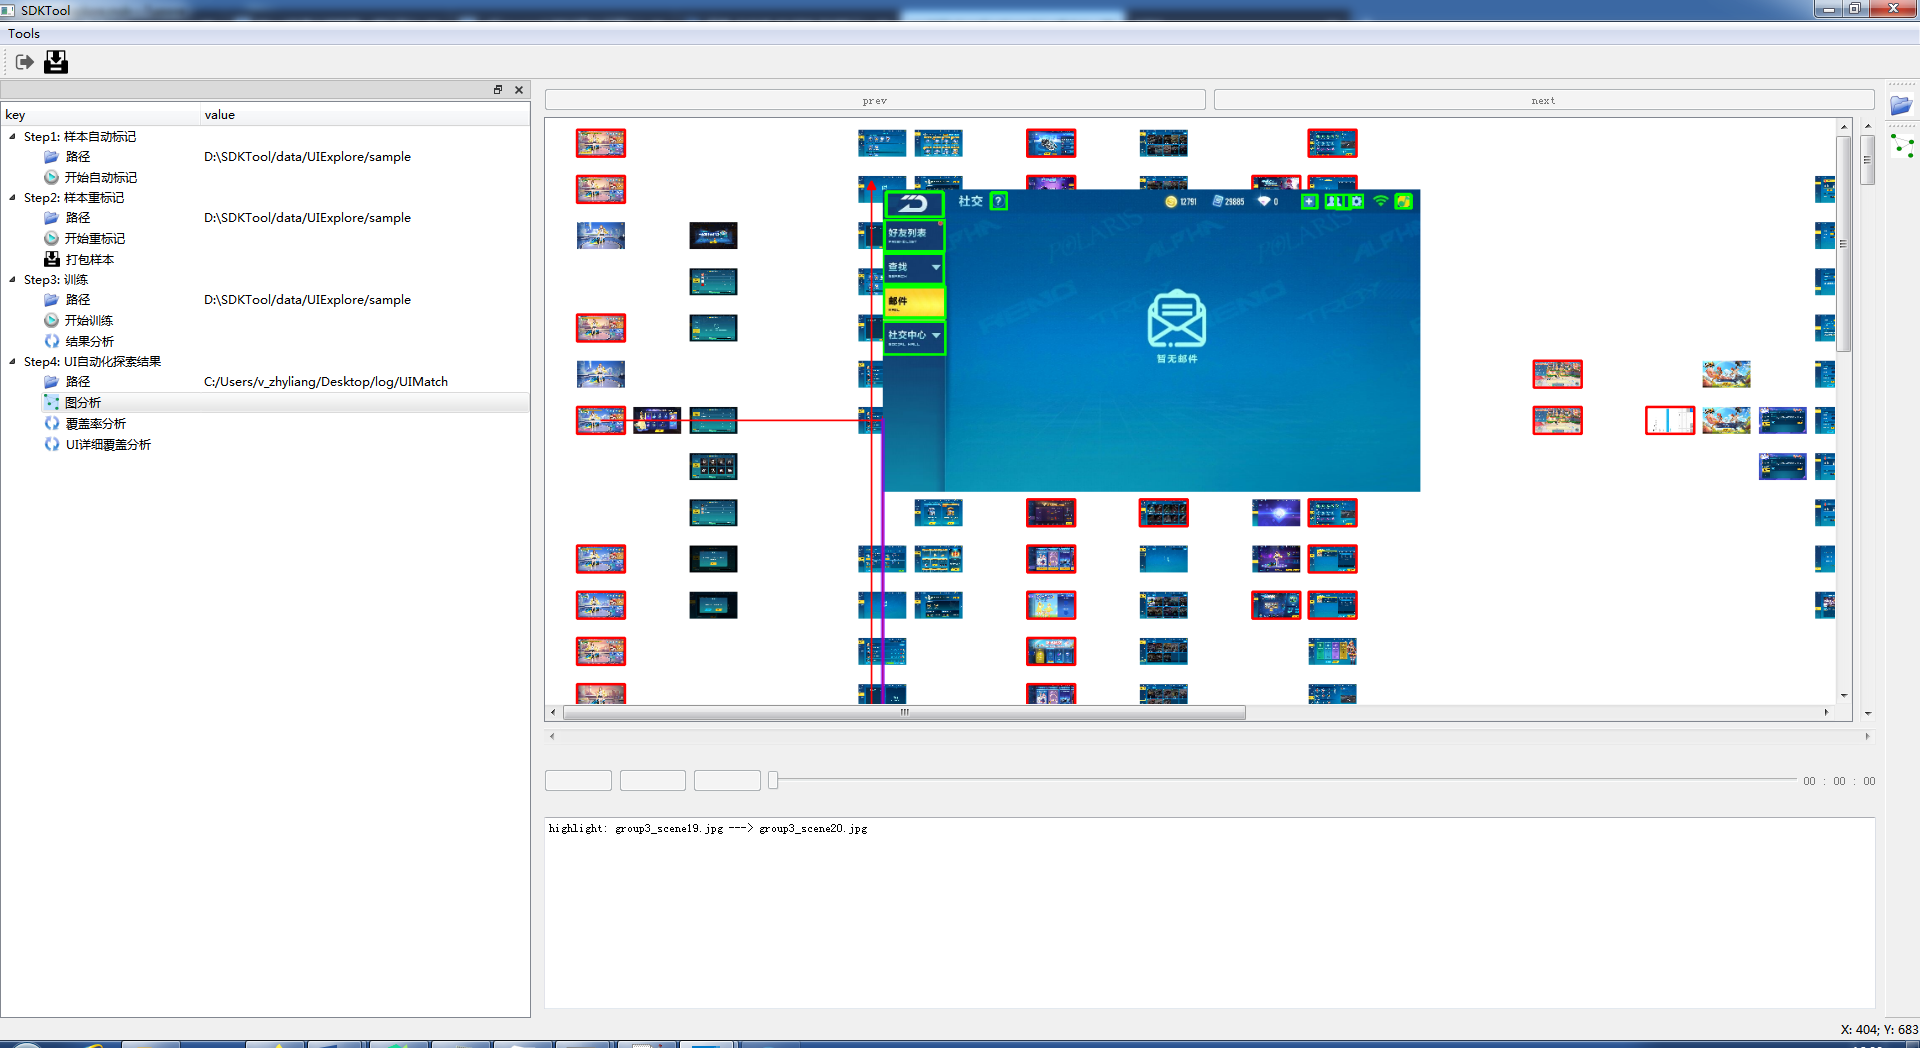 SDKTool
Tools
key value
Step1: 样本自动标记
路径 D:\SDKTool/data/UIExplore/sample
开始自动标记
Step2: 样本重标记
路径 D:\SDKTool/data/UIExplore/sample
开始重标记
打包样本
Step3: 训练
路径 D:\SDKTool/data/UIExplore/sample
开始训练
结果分析
Step4: UI自动化探索结果
路径 C:/Users/v_zhyliang/Desktop/log/UIMatch
图分析
覆盖率分析
UI详细覆盖分析
prev next
社交 ? 12791 29885 0
好友列表
查找
邮件
社交中心
暂无邮件
00 : 00 : 00
highlight: group3_scene19.jpg ---> group3_scene20.jpg
X: 404; Y: 683